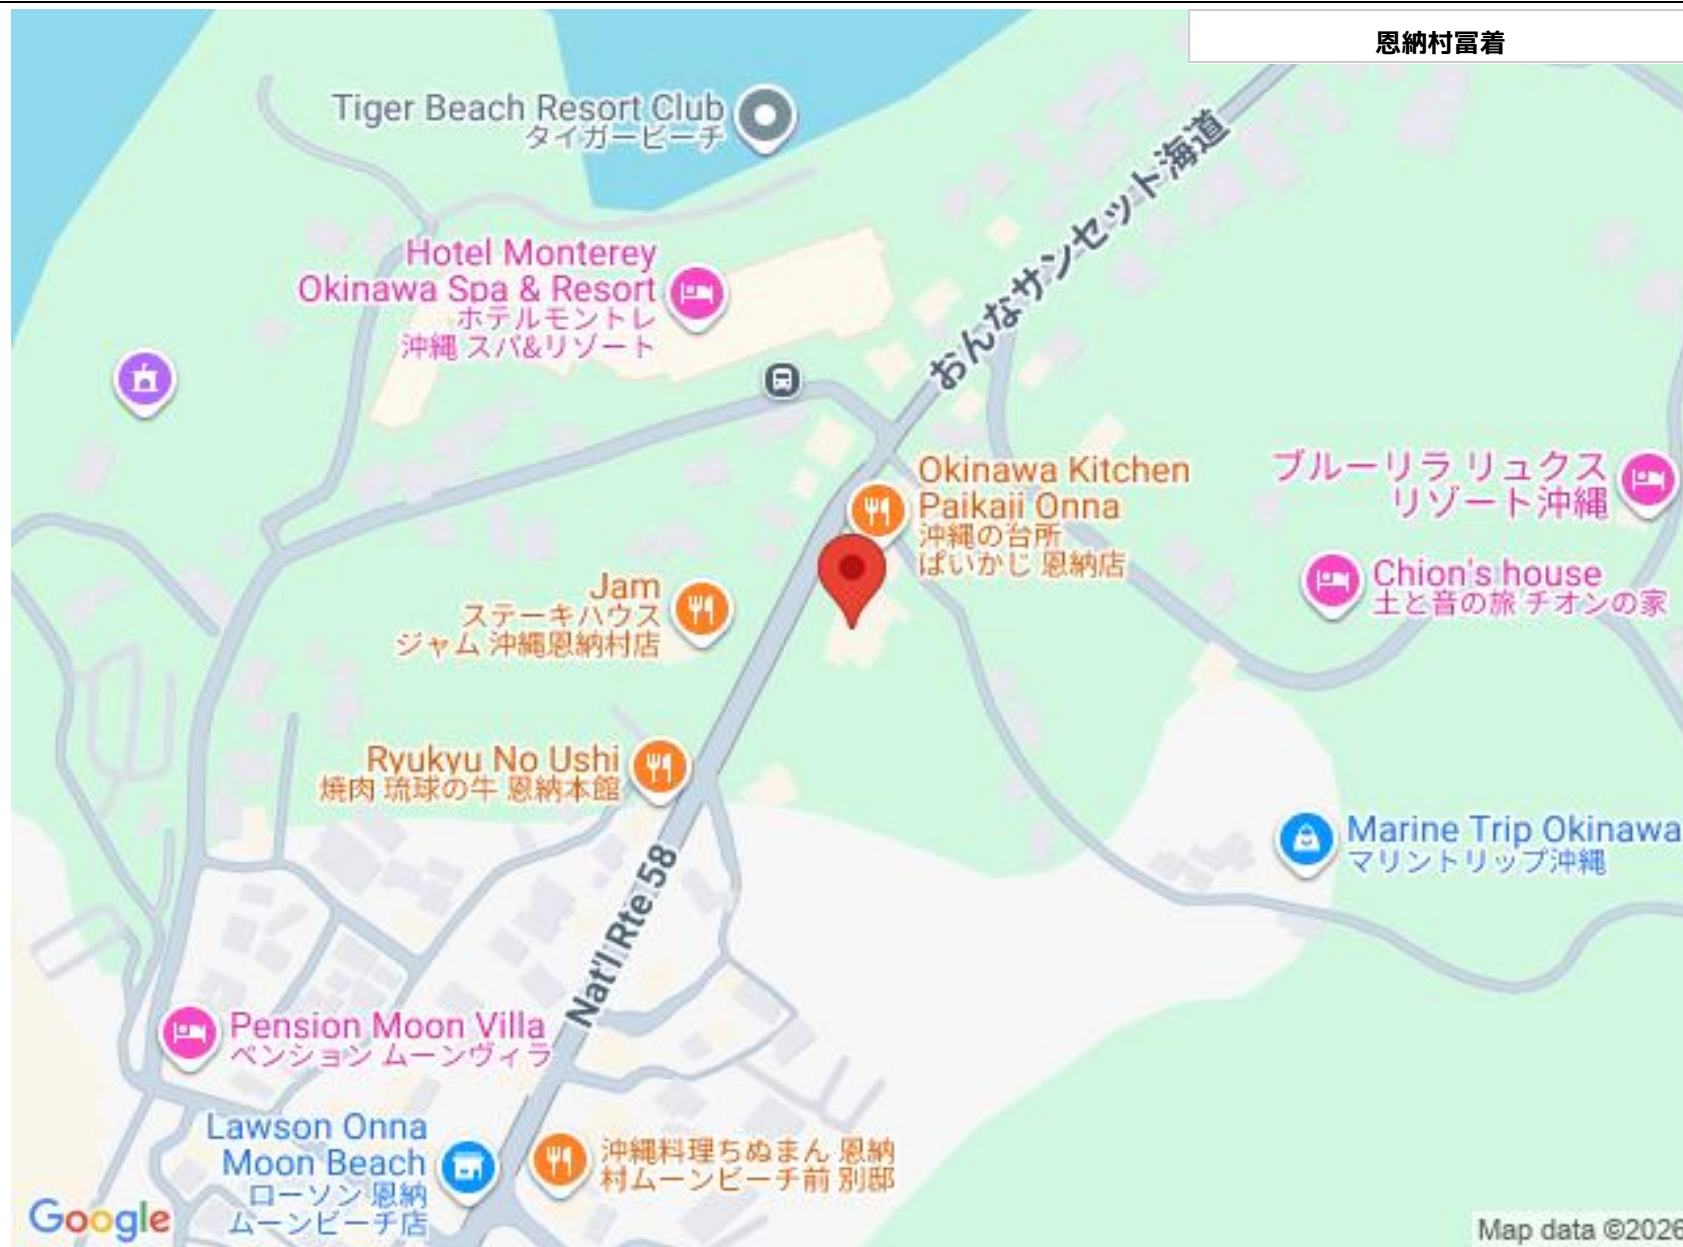 恩納村冨着
Tiger Beach Resort Club
タイガービーチ
おんなサンセット海道
Hotel Monterey
Okinawa Spa & Resort
ホテルモントレ
沖縄 スパ&リゾート
Okinawa Kitchen
Paikaji Onna
沖縄の台所
ぱいかじ 恩納店
ブルーリラ リュクス
リゾート沖縄
Chion's house
土と音の旅 チオンの家
Jam
ステーキハウス
ジャム 沖縄恩納村店
Ryukyu No Ushi
焼肉 琉球の牛 恩納本館
Marine Trip Okinawa
マリントリップ沖縄
Nat'l Rte 58
Pension Moon Villa
ペンション ムーンヴィラ
Lawson Onna
Moon Beach
ローソン 恩納
ムーンビーチ店
沖縄料理ちぬまん 恩納
村ムーンビーチ前 別邸
Google
Map data ©2026